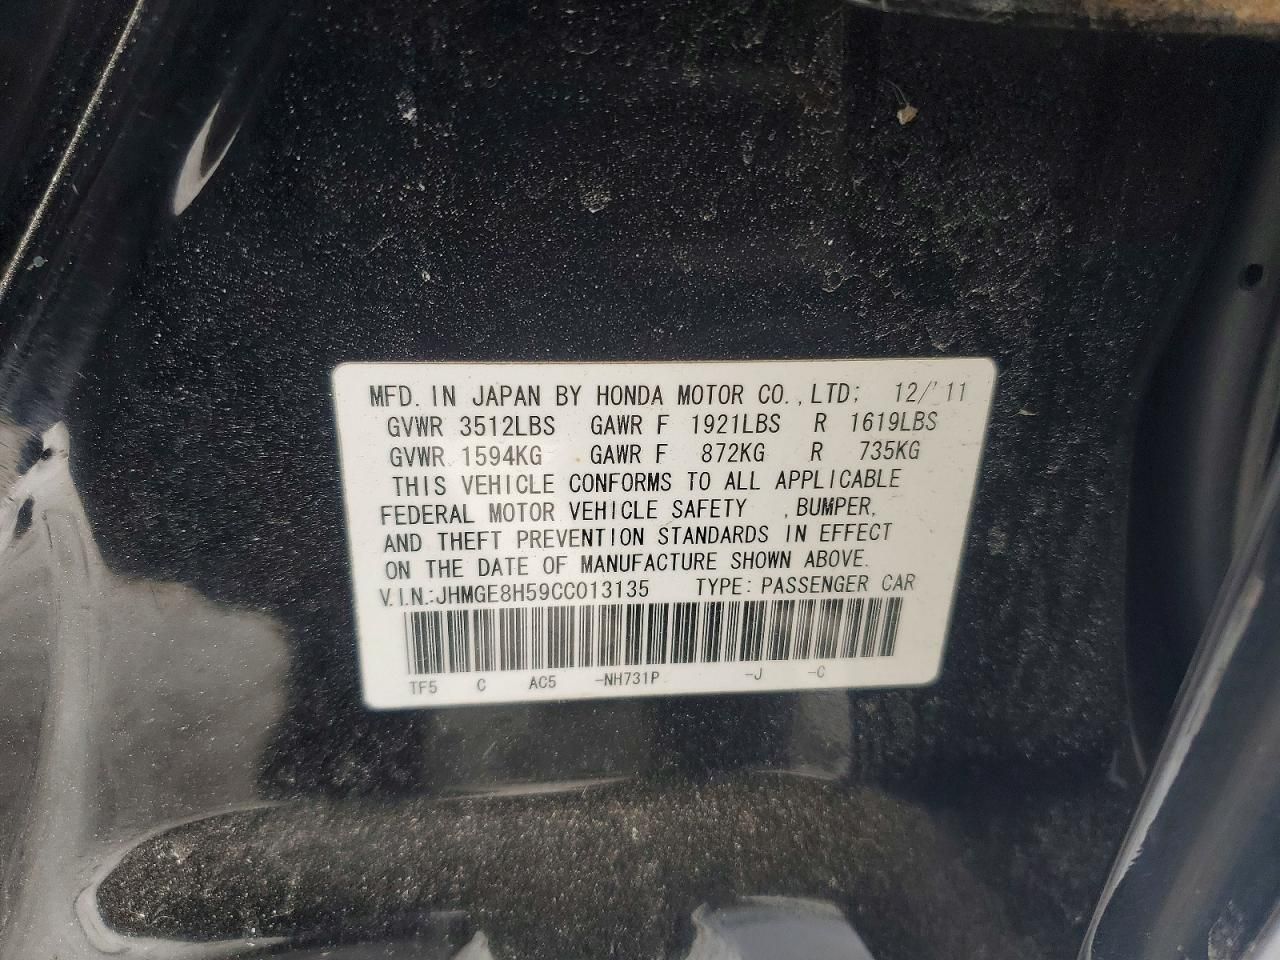 MFD. IN JAPAN BY HONDA MOTOR CO.,LTD: 12/'11
GVWR 3512LBS GAWR F 1921LBS R 1619LBS
GVWR 1594KG GAWR F 872KG R 735KG
THIS VEHICLE CONFORMS TO ALL APPLICABLE
FEDERAL MOTOR VEHICLE SAFETY ,BUMPER,
AND THEFT PREVENTION STANDARDS IN EFFECT
ON THE DATE OF MANUFACTURE SHOWN ABOVE.
V.I.N.:JHMGE8H59CC013135 TYPE: PASSENGER CAR
TF5 C AC5 -NH731P -J -C